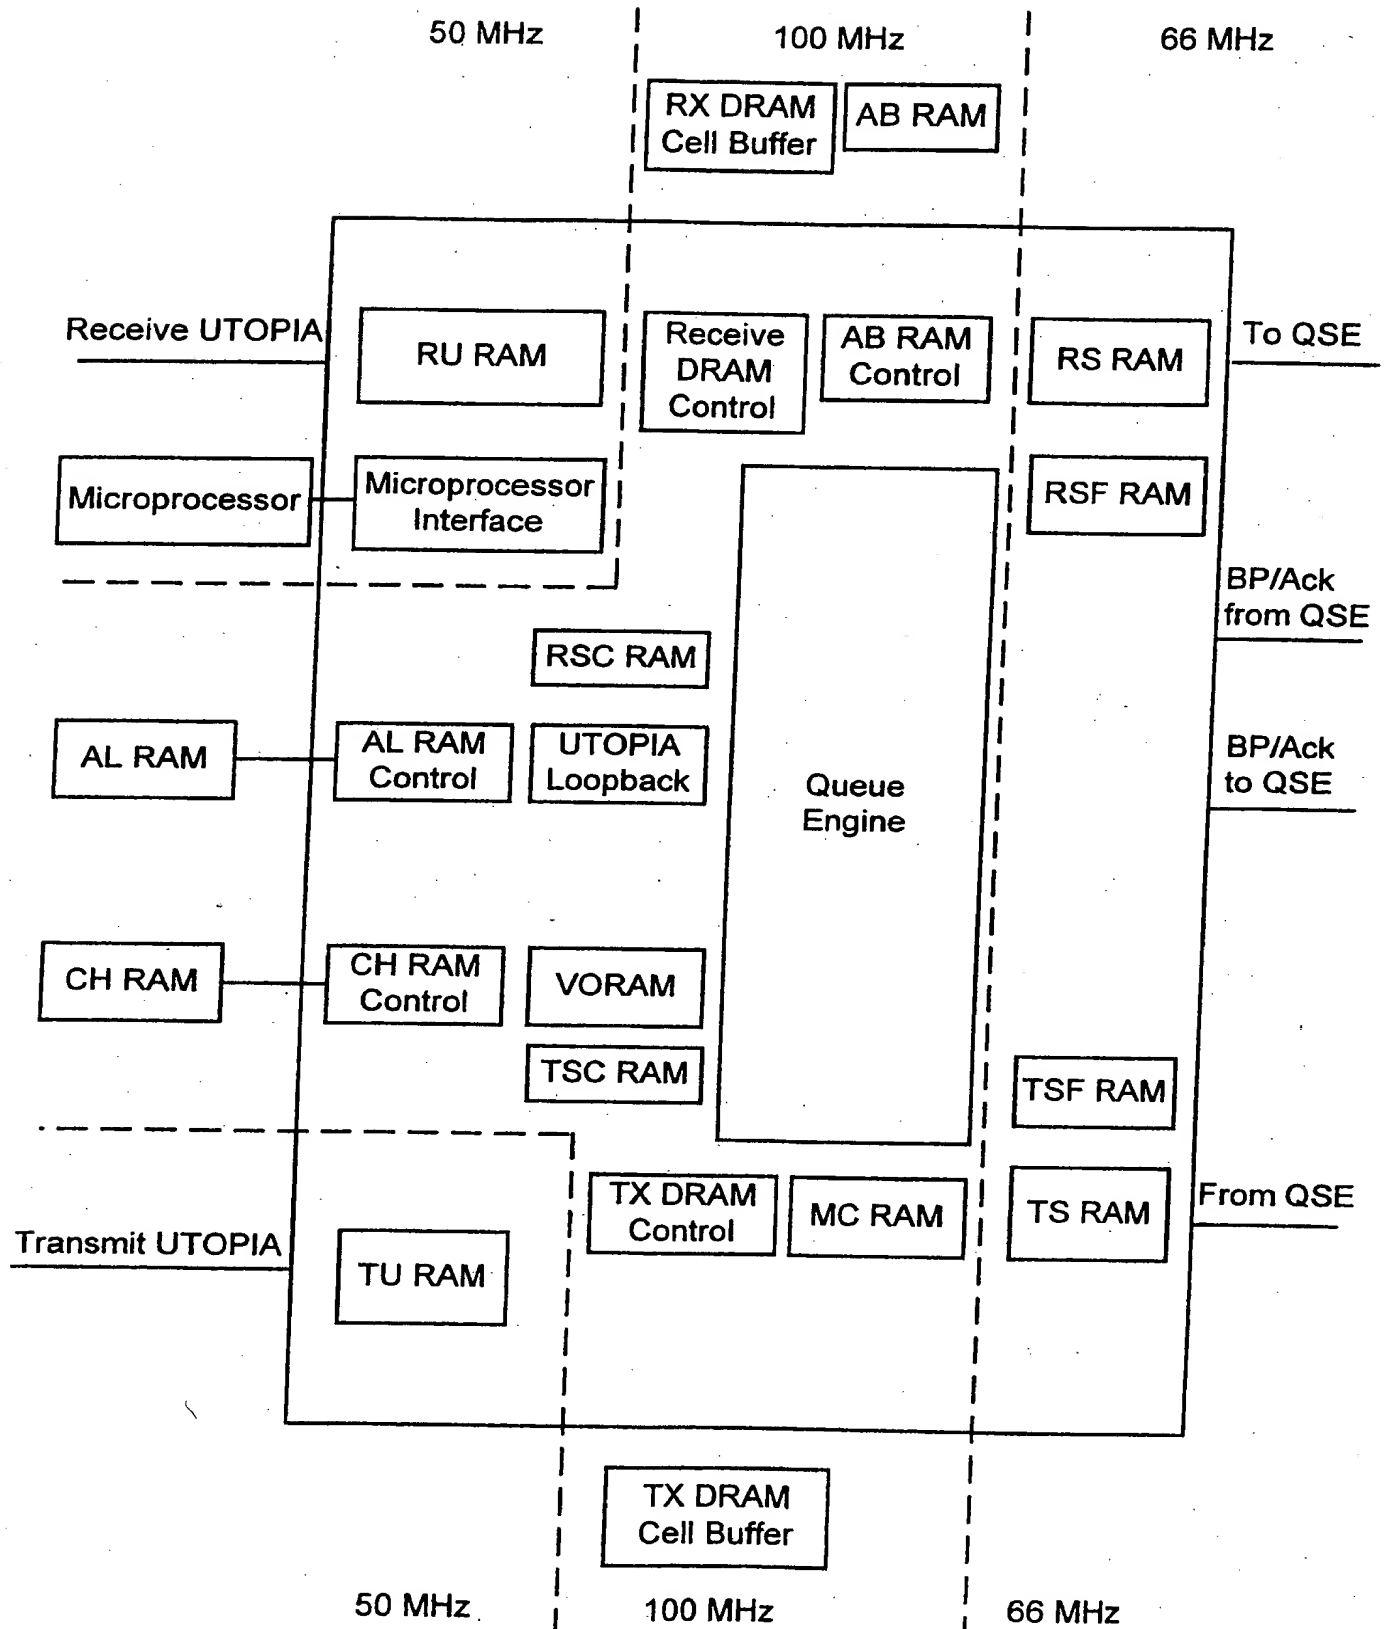 50 MHz
100 MHz
66 MHz
RX DRAM
Cell Buffer
AB RAM
Receive UTOPIA
RU RAM
Receive
DRAM
Control
AB RAM
Control
RS RAM
To QSE
Microprocessor
Microprocessor
Interface
RSF RAM
BP/Ack
from QSE
RSC RAM
AL RAM
AL RAM
Control
UTOPIA
Loopback
Queue
Engine
BP/Ack
to QSE
CH RAM
CH RAM
Control
VORAM
TSC RAM
TSF RAM
Transmit UTOPIA
TU RAM
TX DRAM
Control
MC RAM
TS RAM
From QSE
TX DRAM
Cell Buffer
50 MHz
100 MHz
66 MHz